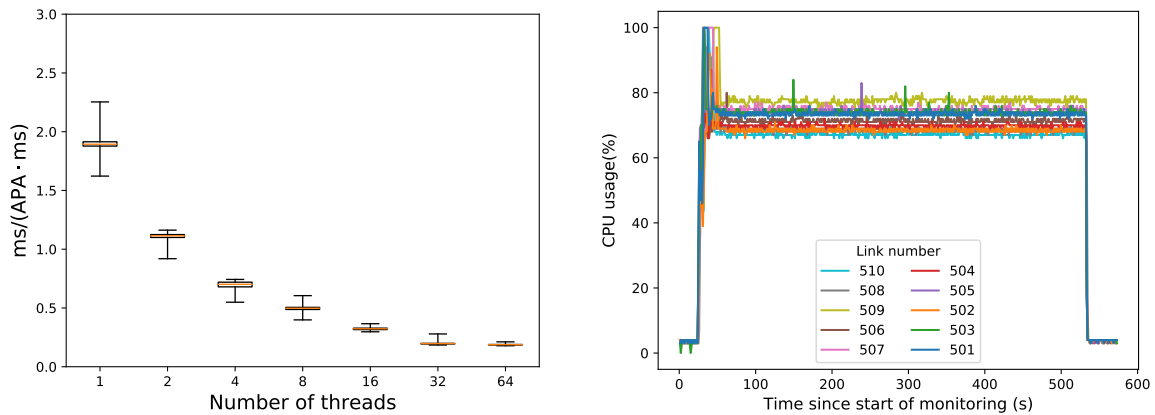 3.0
2.5
2.0
1.5
1.0
0.5
0.0
ms/(APA · ms)
1 2 4 8 16 32 64
Number of threads
100
80
60
40
20
0
CPU usage(%)
Link number
510 504
508 505
509 502
506 503
507 501
0 100 200 300 400 500 600
Time since start of monitoring (s)